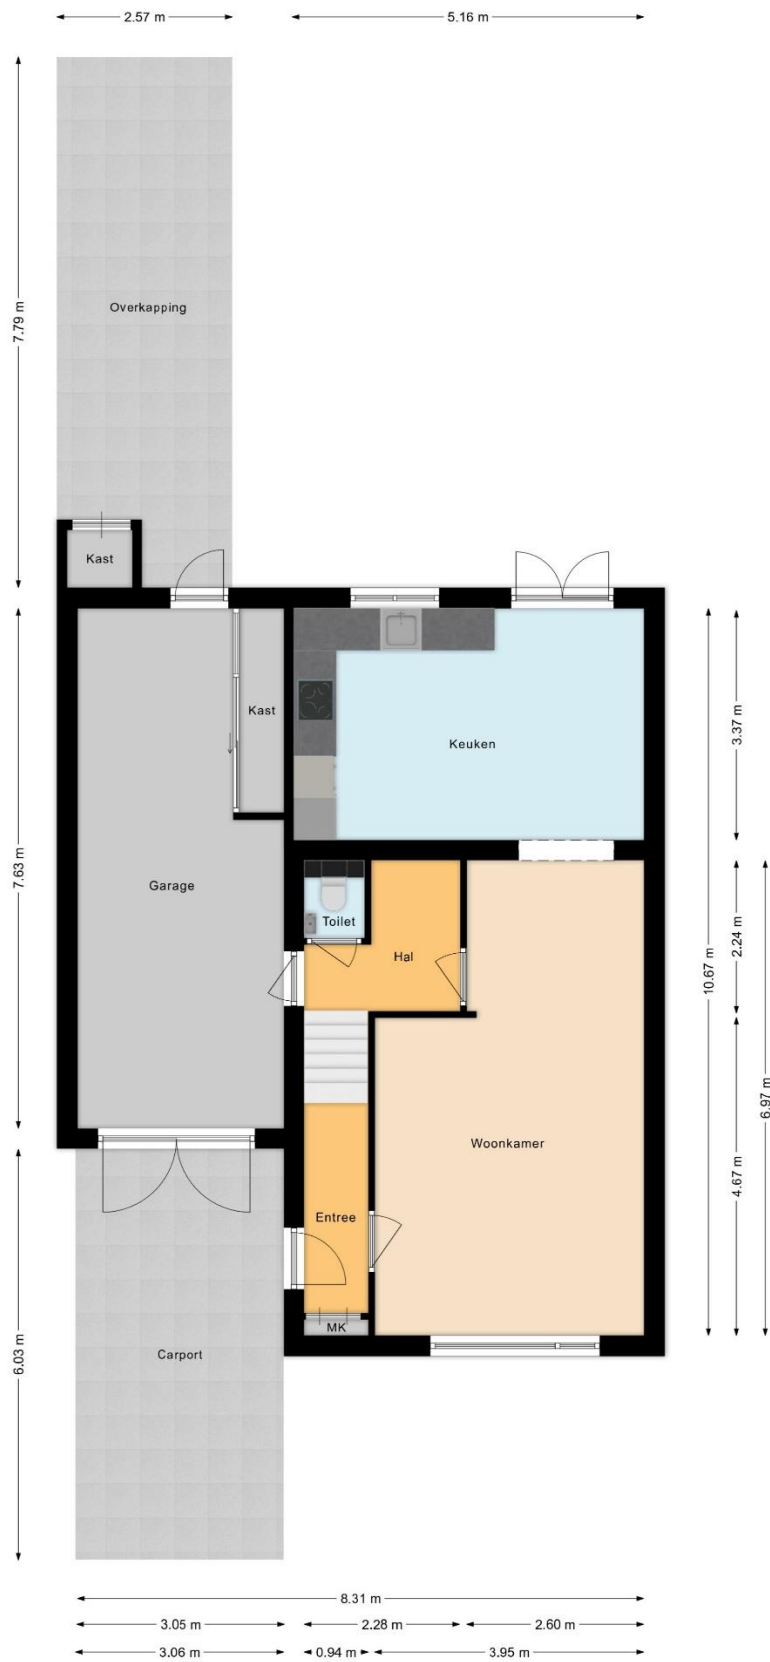 2.57 m
5.16 m
7.79 m
Overkapping
Kast
Kast
Keuken
3.37 m
7.63 m
Garage
Toilet
Hal
2.24 m
10.67 m
6.97 m
4.67 m
Woonkamer
Entree
MK
Carport
6.03 m
8.31 m
3.05 m
2.28 m
2.60 m
3.06 m
0.94 m
3.95 m